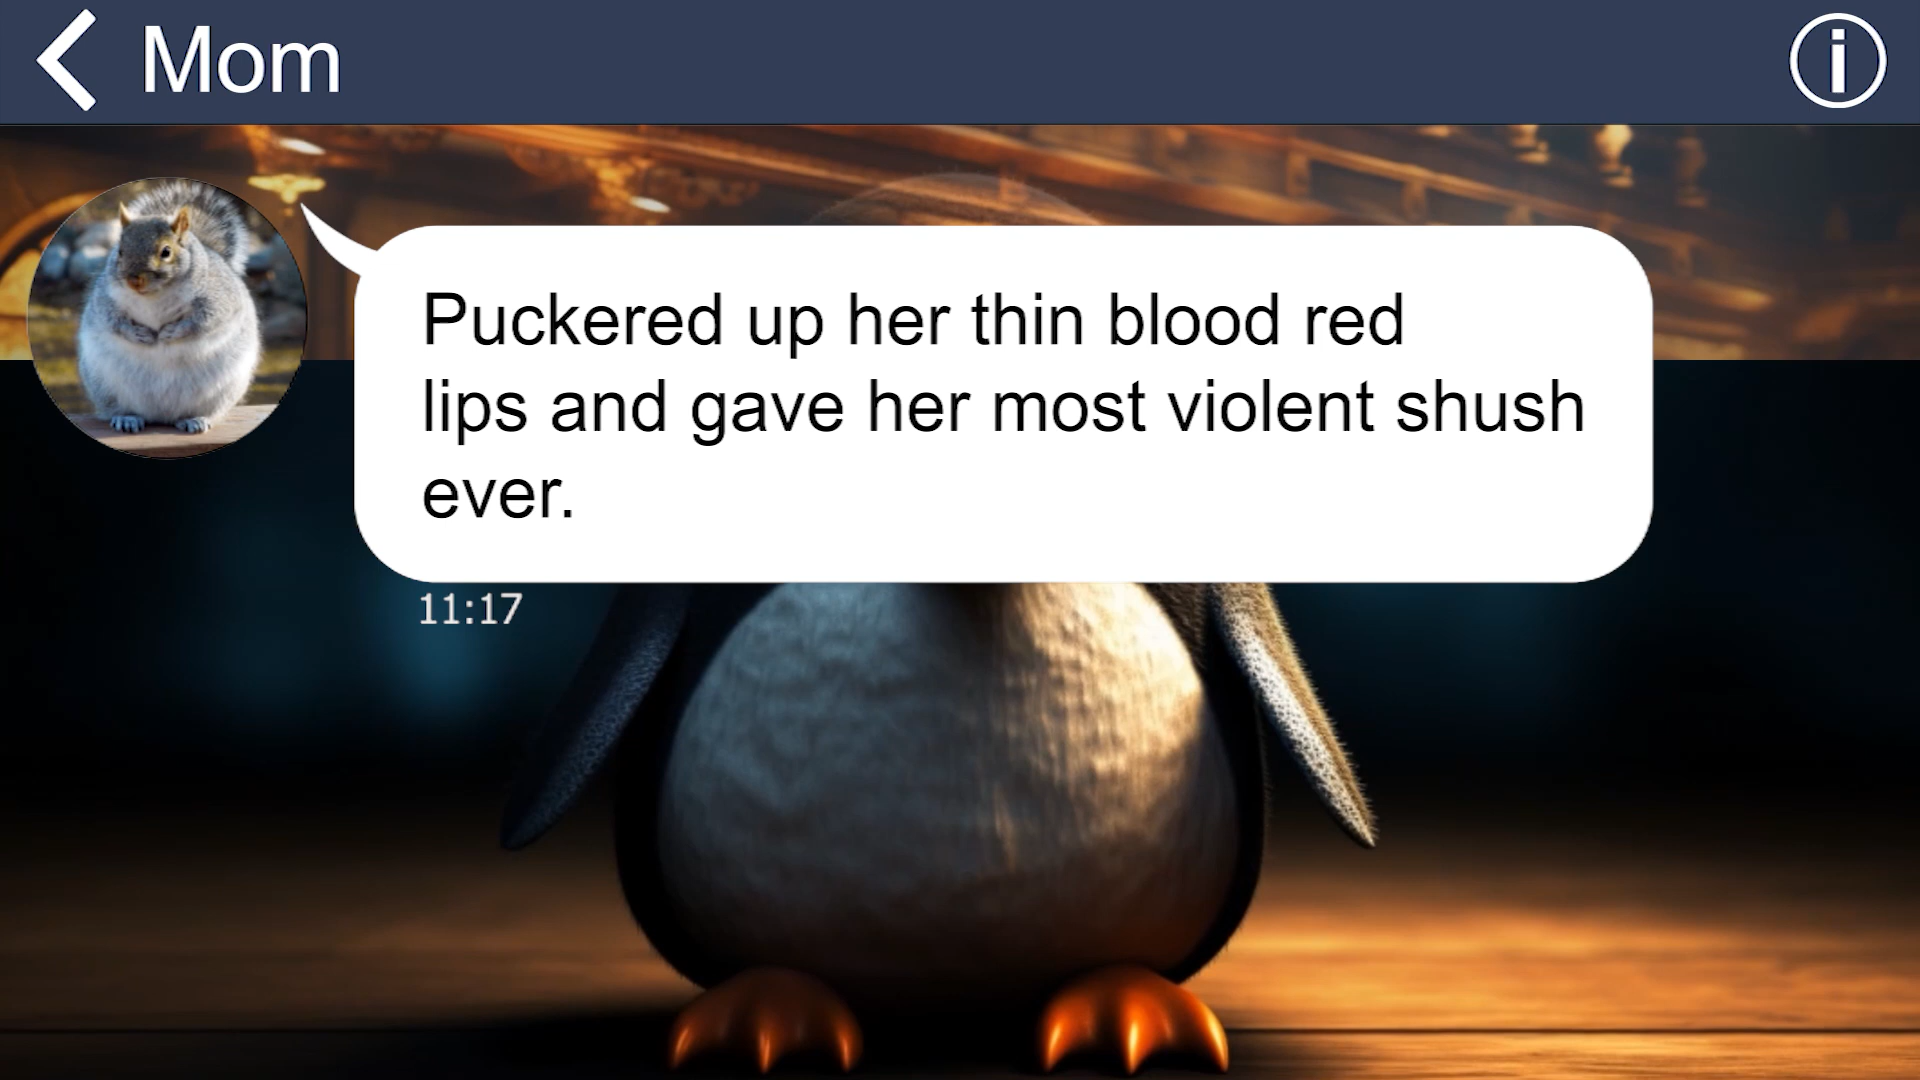 Mom
Puckered up her thin blood red
lips and gave her most violent shush
ever.
11:17